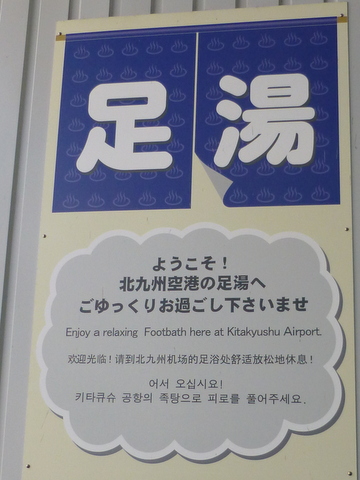 足湯
ようこそ！
北九州空港の足湯へ
ごゆっくりお過ごし下さいませ
Enjoy a relaxing Footbath here at Kitakyushu Airport.
欢迎光临！请到北九州机场的足浴处舒适放松地休息！
어서 오십시요!
키타큐슈 공항의 족탕으로 피로를 풀어주세요.